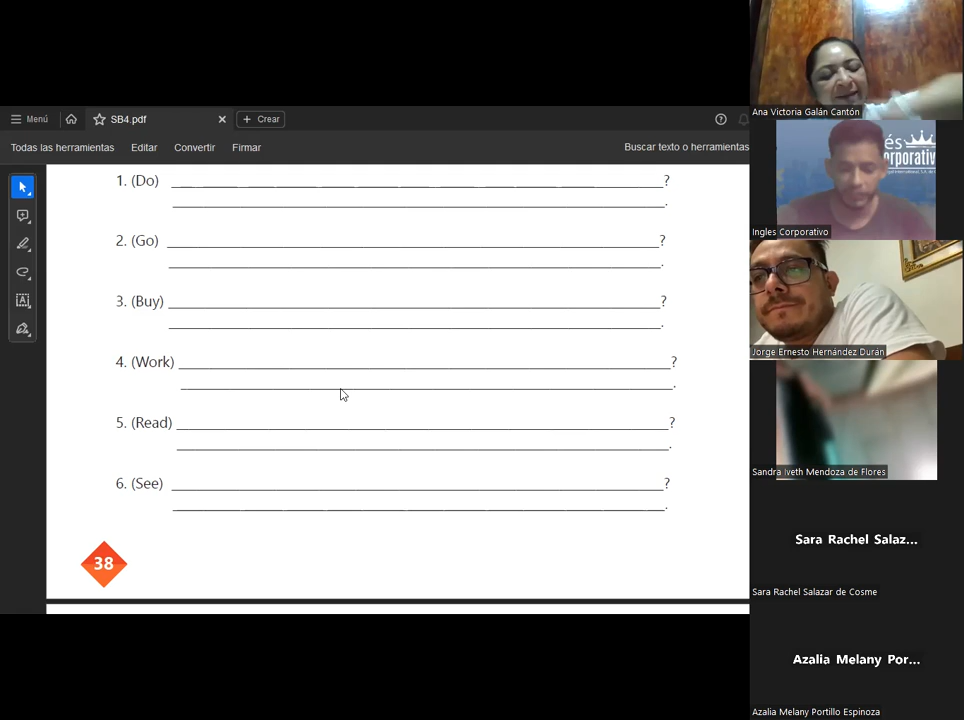 Menú
SB4.pdf
Crear
Todas las herramientas
Editar
Convertir
Firmar
Buscar texto o herramientas
1. (Do) ?
.
2. (Go) ?
.
3. (Buy) ?
.
4. (Work) ?
.
5. (Read) ?
.
6. (See) ?
.
38
Ana Victoria Galán Cantón
és
orporativ
Ingles Corporativo
Jorge Ernesto Hernández Durán
Sandra Iveth Mendoza de Flores
Sara Rachel Salaz...
Sara Rachel Salazar de Cosme
Azalia Melany Por...
Azalia Melany Portillo Espinoza